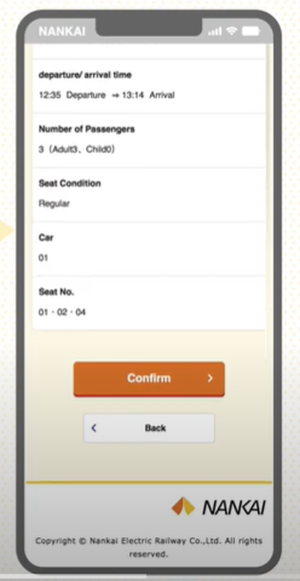 NANKAI
departure/ arrival time
12:35 Departure ⇒ 13:14 Arrival
Number of Passengers
3 (Adult3、Child0)
Seat Condition
Regular
Car
01
Seat No.
01・02・04
Confirm
Back
NANKAI
Copyright © Nankai Electric Railway Co.,Ltd. All rights
reserved.